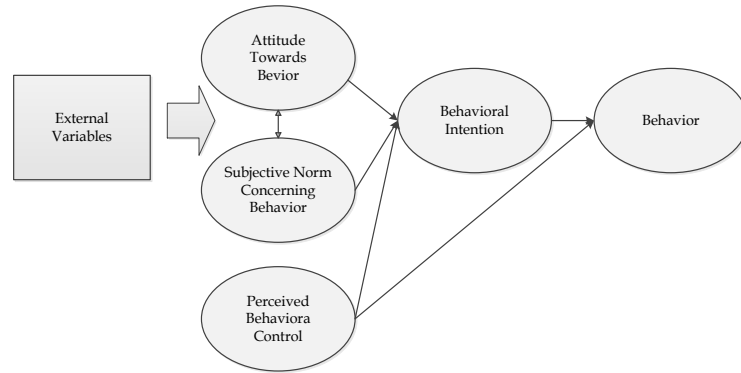 External
Variables
Attitude
Towards
Bevior
Subjective Norm
Concerning
Behavior
Perceived
Behaviora
Control
Behavioral
Intention
Behavior